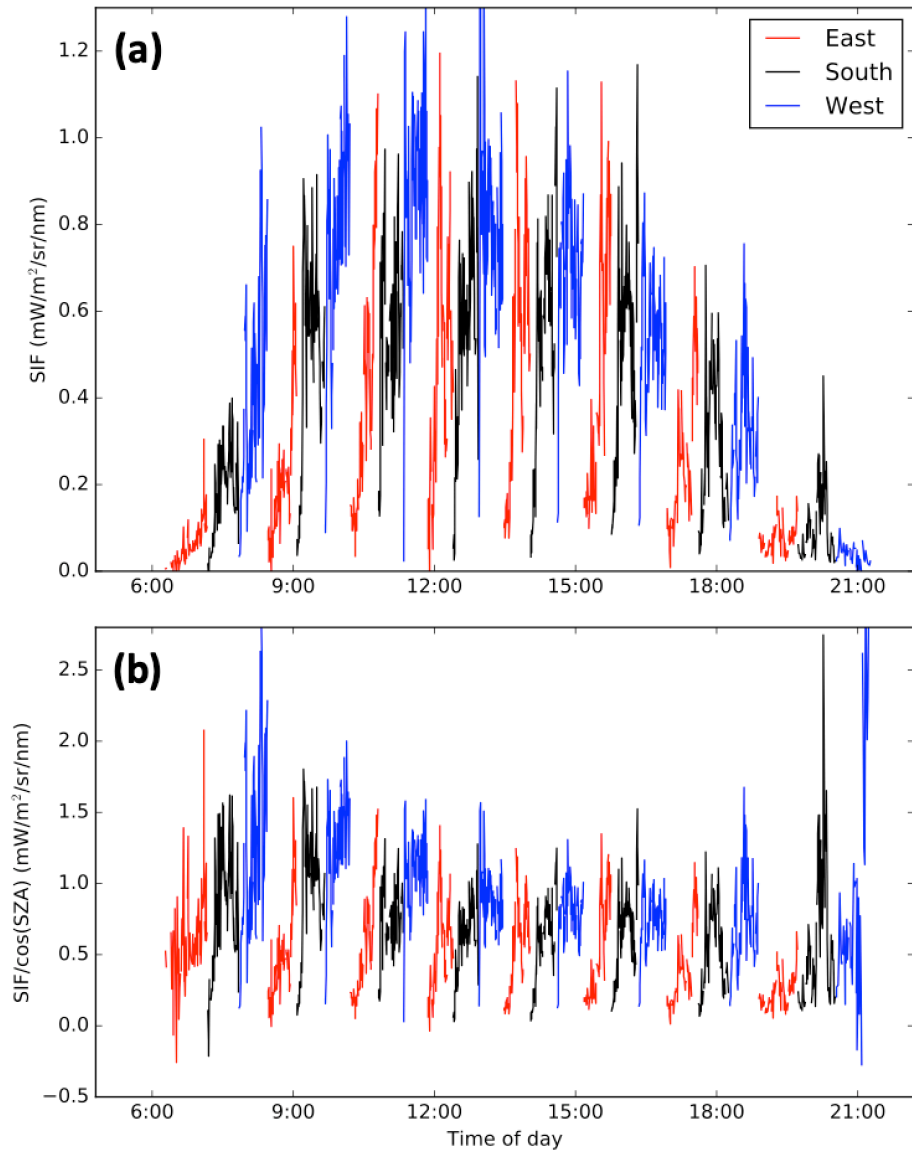 (a)
East
South
West
1.2
1.0
0.8
0.6
0.4
0.2
0.0
SIF (mW/m²/sr/nm)
6:00 9:00 12:00 15:00 18:00 21:00
(b)
2.5
2.0
1.5
1.0
0.5
0.0
−0.5
SIF/cos(SZA) (mW/m²/sr/nm)
6:00 9:00 12:00 15:00 18:00 21:00
Time of day